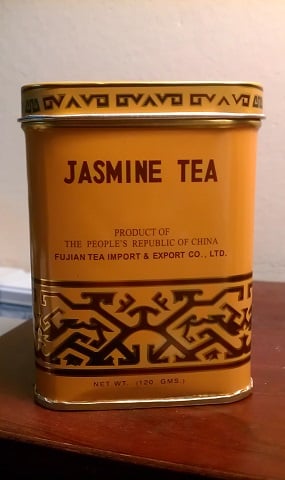 JASMINE TEA
PRODUCT OF
THE PEOPLE'S REPUBLIC OF CHINA
FUJIAN TEA IMPORT & EXPORT CO., LTD.
NET WT. (120 GMS.)